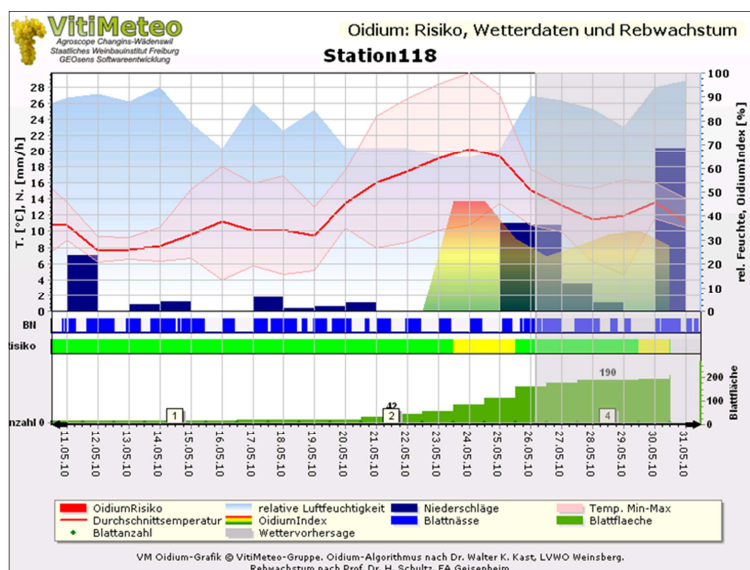 VitiMeteo
Agroscope Changins-Wädenswil
Staatliches Weinbauinstitut Freiburg
GEOsens Softwareentwicklung
Oidium: Risiko, Wetterdaten und Rebwachstum
Station118
T. [°C], N. [mm/h]
28
26
24
22
20
18
16
14
12
10
8
6
4
2
0
100
90
80
70
60
50
40
30
20
10
0
rel. Feuchte, OidiumIndex [%]
BN
isiko
nzahl 0
1
42
2
190
4
200
100
0
Blattfläche
11.05.10
12.05.10
13.05.10
14.05.10
15.05.10
16.05.10
17.05.10
18.05.10
19.05.10
20.05.10
21.05.10
22.05.10
23.05.10
24.05.10
25.05.10
26.05.10
27.05.10
28.05.10
29.05.10
30.05.10
31.05.10
OidiumRisiko
relative Luftfeuchtigkeit
Niederschläge
Temp. Min-Max
Durchschnittsemperatur
OidiumIndex
Blattnässe
Blattflaeche
Blattanzahl
Wettervorhersage
VM Oidium-Grafik © VitiMeteo-Gruppe. Oidium-Algorithmus nach Dr. Walter K. Kast, LVWO Weinsberg.
Rebwachstum nach Prof. Dr. H. Schultz, FA Geisenheim